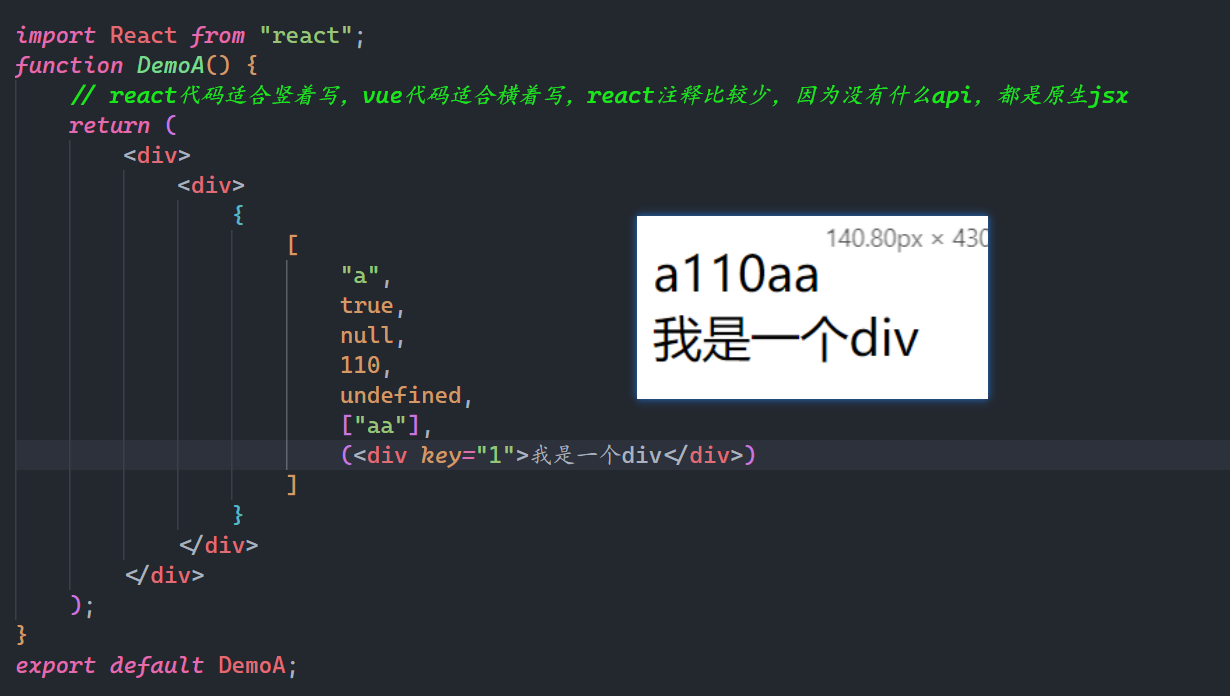 import React from "react";
function DemoA() {
// react代码适合竖着写，vue代码适合横着写，react注释比较少，因为没有什么api，都是原生jsx
return (
<div>
<div>
{
[
"a",
true,
null,
110,
undefined,
["aa"],
(<div key="1">我是一个div</div>)
]
}
</div>
</div>
);
}
export default DemoA;
140.80px × 430
a110aa
我是一个div